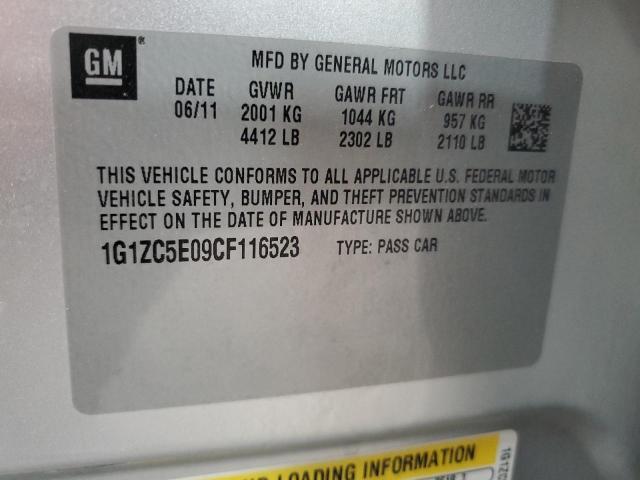 GM ®
MFD BY GENERAL MOTORS LLC
DATE GVWR GAWR FRT GAWR RR
06/11 2001 KG 1044 KG 957 KG
4412 LB 2302 LB 2110 LB
THIS VEHICLE CONFORMS TO ALL APPLICABLE U.S. FEDERAL MOTOR
VEHICLE SAFETY, BUMPER, AND THEFT PREVENTION STANDARDS IN
EFFECT ON THE DATE OF MANUFACTURE SHOWN ABOVE.
1G1ZC5E09CF116523 TYPE: PASS CAR
LOADING INFORMATION